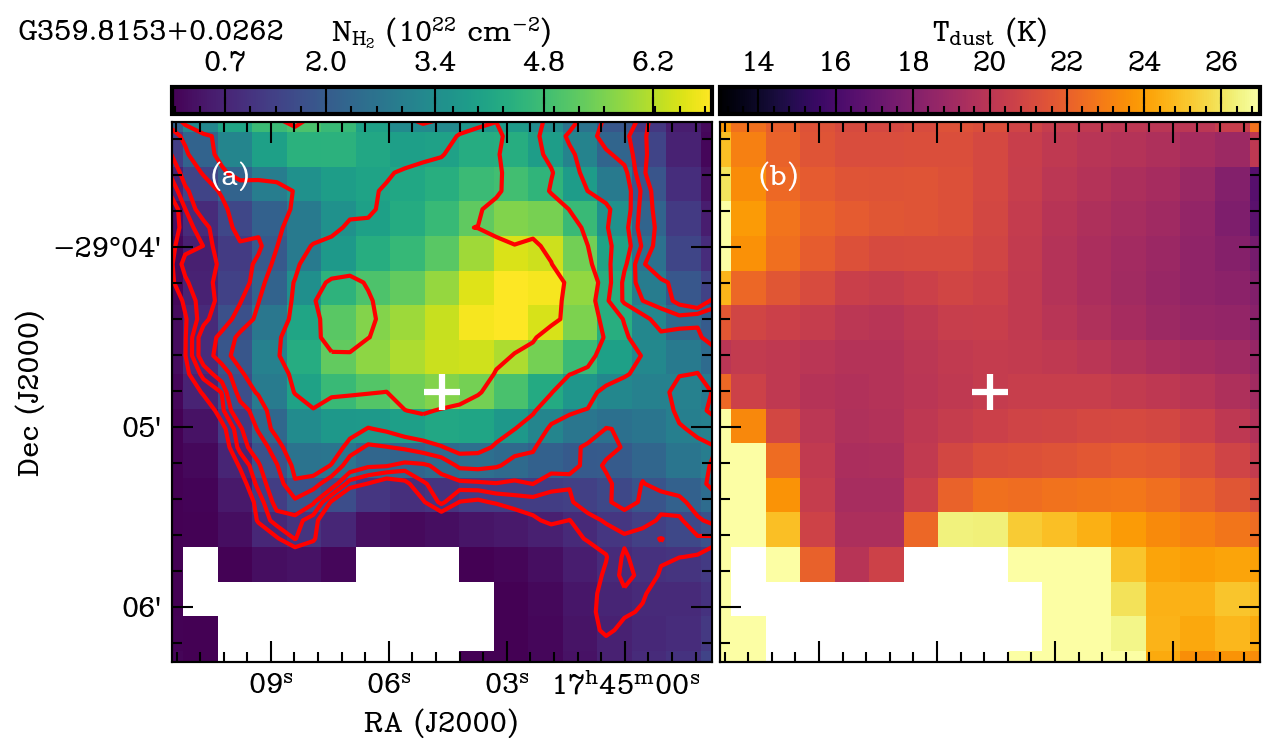 G359.8153+0.0262 N_H₂ (10²² cm⁻²) T_dust (K)
0.7 2.0 3.4 4.8 6.2 14 16 18 20 22 24 26
(a) (b)
−29°04'
05'
06'
Dec (J2000)
09ˢ 06ˢ 03ˢ 17ʰ45ᵐ00ˢ
RA (J2000)